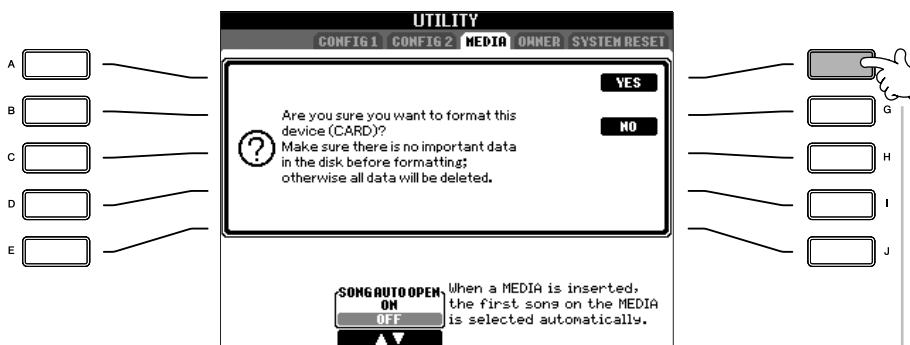 UTILITY
CONFIG 1 CONFIG 2 MEDIA OWNER SYSTEM RESET
A
YES
B
Are you sure you want to format this
device (CARD)?
Make sure there is no important data
in the disk before formatting;
otherwise all data will be deleted.
NO
G
C
H
D
I
E
J
SONG AUTO OPEN
ON
OFF
When a MEDIA is inserted,
the first song on the MEDIA
is selected automatically.